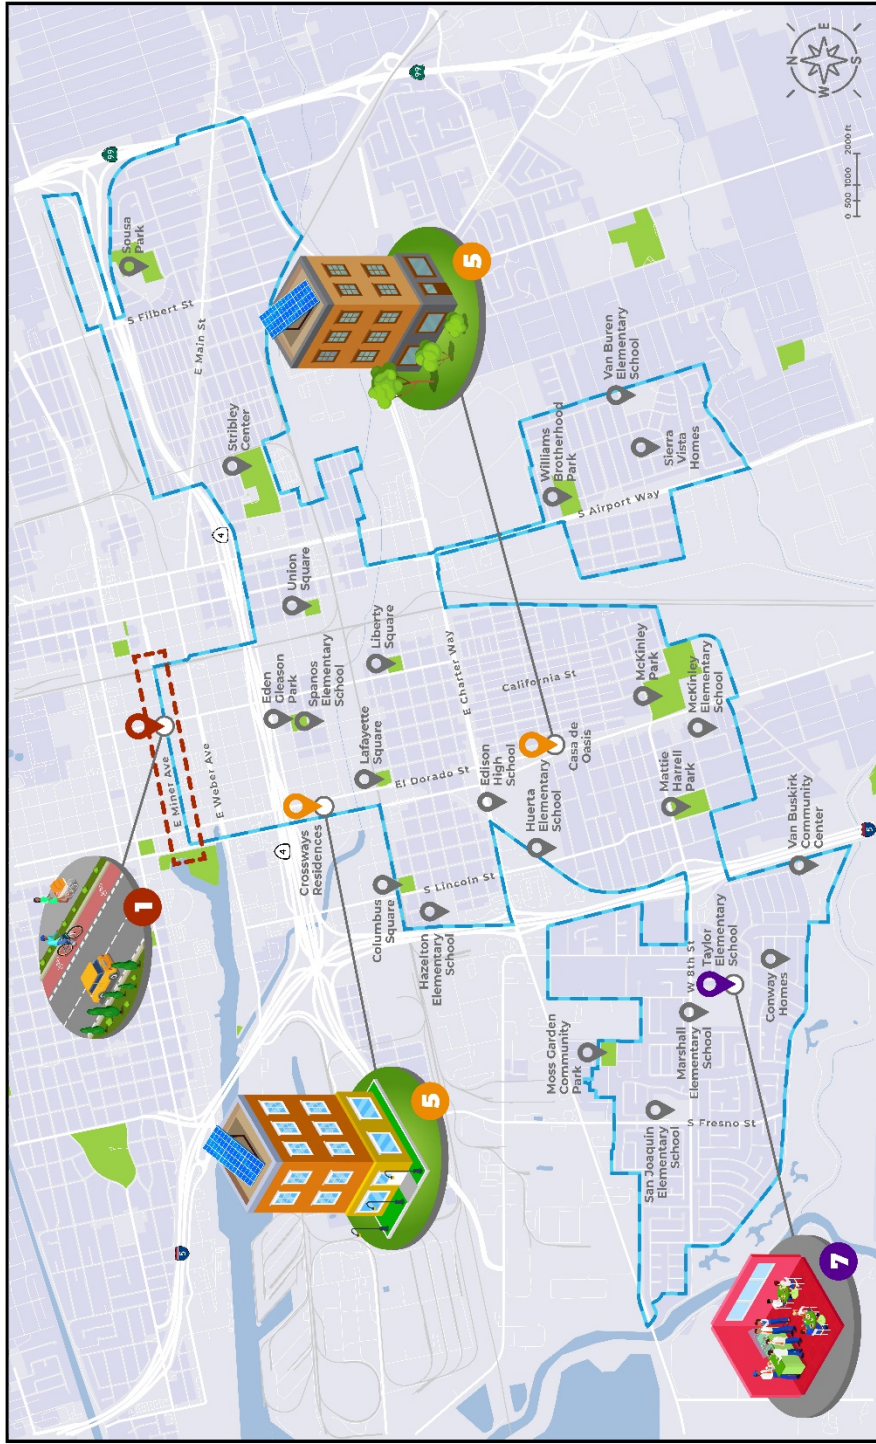 99
99
Sousa
Park
S Filbert St
E Main St
Stribley
Center
4
5
Union
Square
E Miner Ave
E Weber Ave
Eden
Gleason
Park
Spanos
Elementary
School
Liberty
Square
Lafayette
Square
E Charter Way
California St
El Dorado St
Williams
Brotherhood
Park
Van Buren
Elementary
School
Sierra
Vista
Homes
S Airport Way
1
4
Crossways
Residences
Columbus
Square
S Lincoln St
Hazelton
Elementary
School
Edison
High
School
Huerta
Elementary
School
Casa de
Oasis
McKinley
Park
McKinley
Elementary
School
Mattie
Harrell
Park
Van Buskirk
Community
Center
5
5
5
Moss Garden
Community
Park
W 8th St
Taylor
Elementary
School
Marshall
Elementary
School
Conway
Homes
San Joaquin
Elementary
School
S Fresno St
7
N
E
S
W
0 500 1000 2000 ft